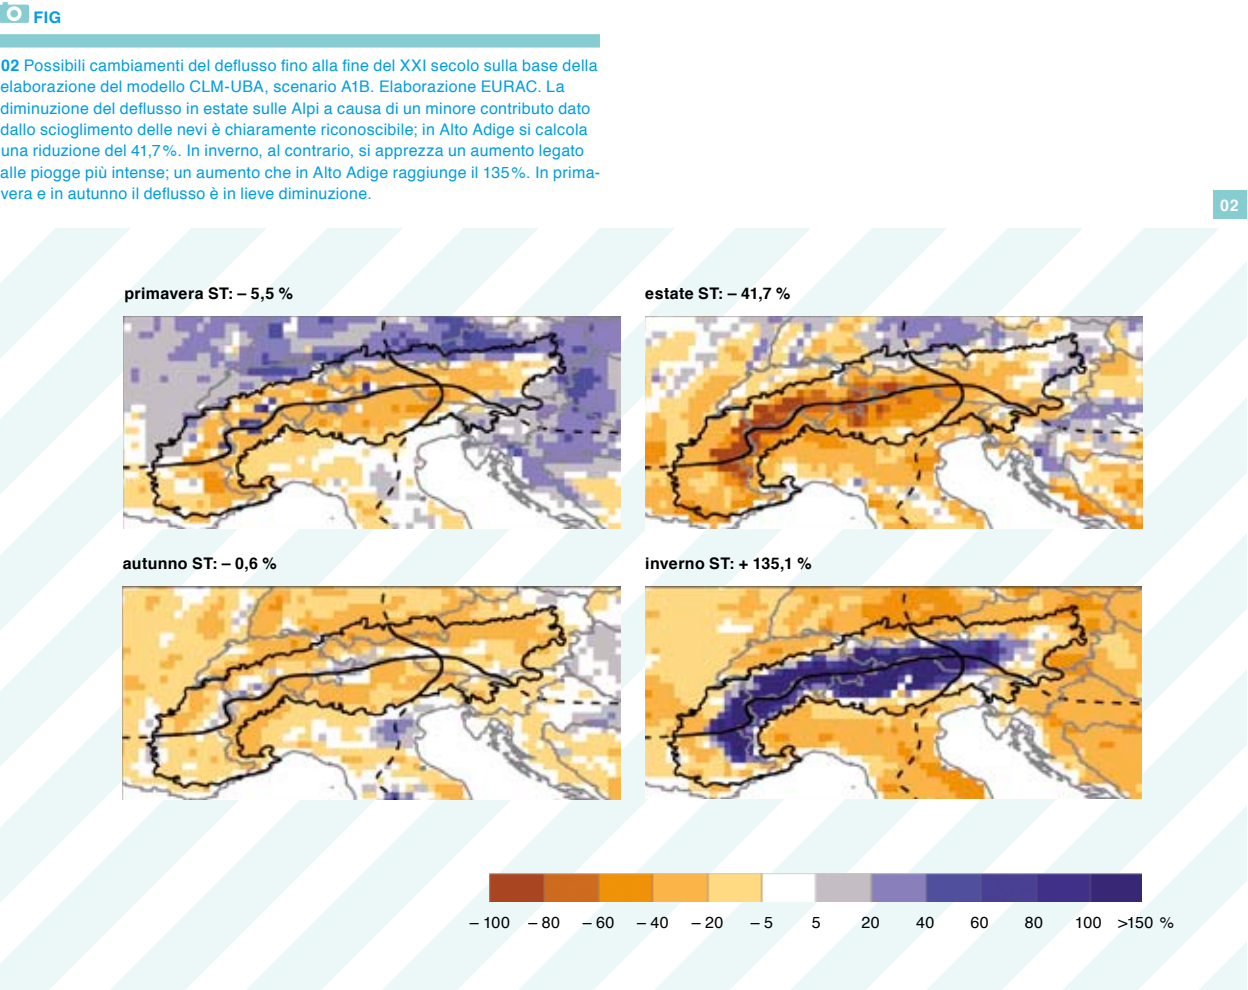 FIG
02 Possibili cambiamenti del deflusso fino alla fine del XXI secolo sulla base della
elaborazione del modello CLM-UBA, scenario A1B. Elaborazione EURAC. La
diminuzione del deflusso in estate sulle Alpi a causa di un minore contributo dato
dallo scioglimento delle nevi è chiaramente riconoscibile; in Alto Adige si calcola
una riduzione del 41,7%. In inverno, al contrario, si apprezza un aumento legato
alle piogge più intense; un aumento che in Alto Adige raggiunge il 135%. In prima-
vera e in autunno il deflusso è in lieve diminuzione.
02
primavera ST: – 5,5 %
estate ST: – 41,7 %
autunno ST: – 0,6 %
inverno ST: + 135,1 %
– 100 – 80 – 60 – 40 – 20 – 5 5 20 40 60 80 100 >150 %